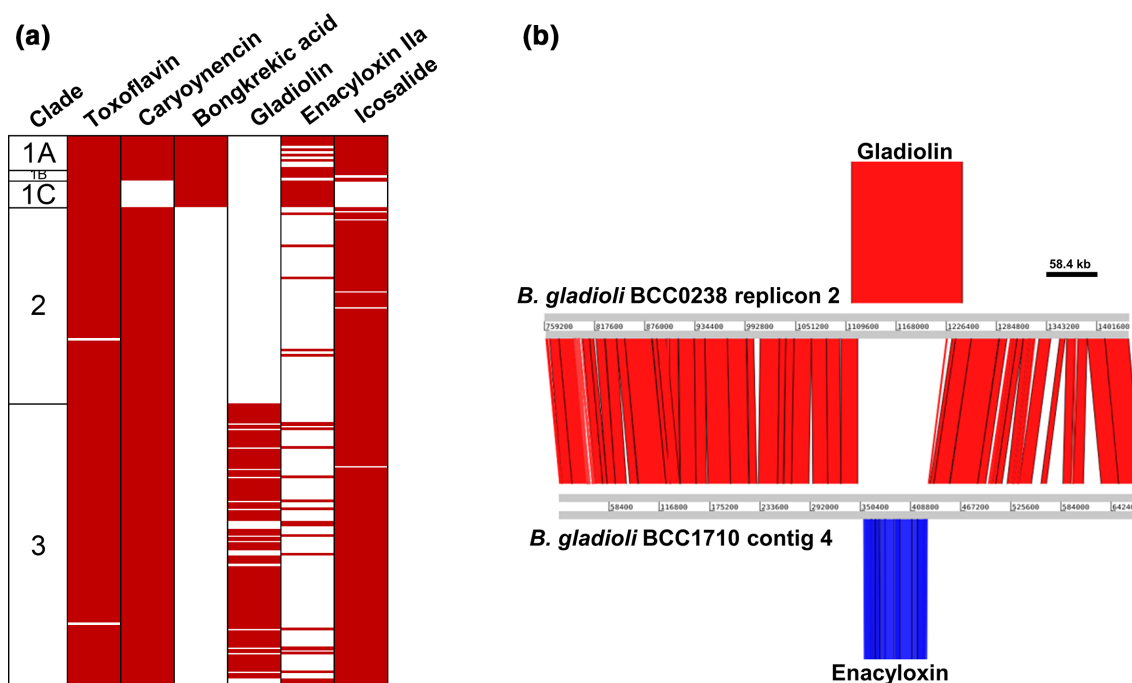 (a)
Clade
Toxoflavin
Caryoynencin
Bongkrekic acid
Gladiolin
Enacyloxin IIa
Icosalide
1A
1B
1C
2
3
(b)
Gladiolin
58.4 kb
B. gladioli BCC0238 replicon 2
759200 817600 876000 934400 992800 1051200 1109600 1168000 1226400 1284800 1343200 1401600
58400 116800 175200 233600 292000 350400 408800 467200 525600 584000 64240
B. gladioli BCC1710 contig 4
Enacyloxin